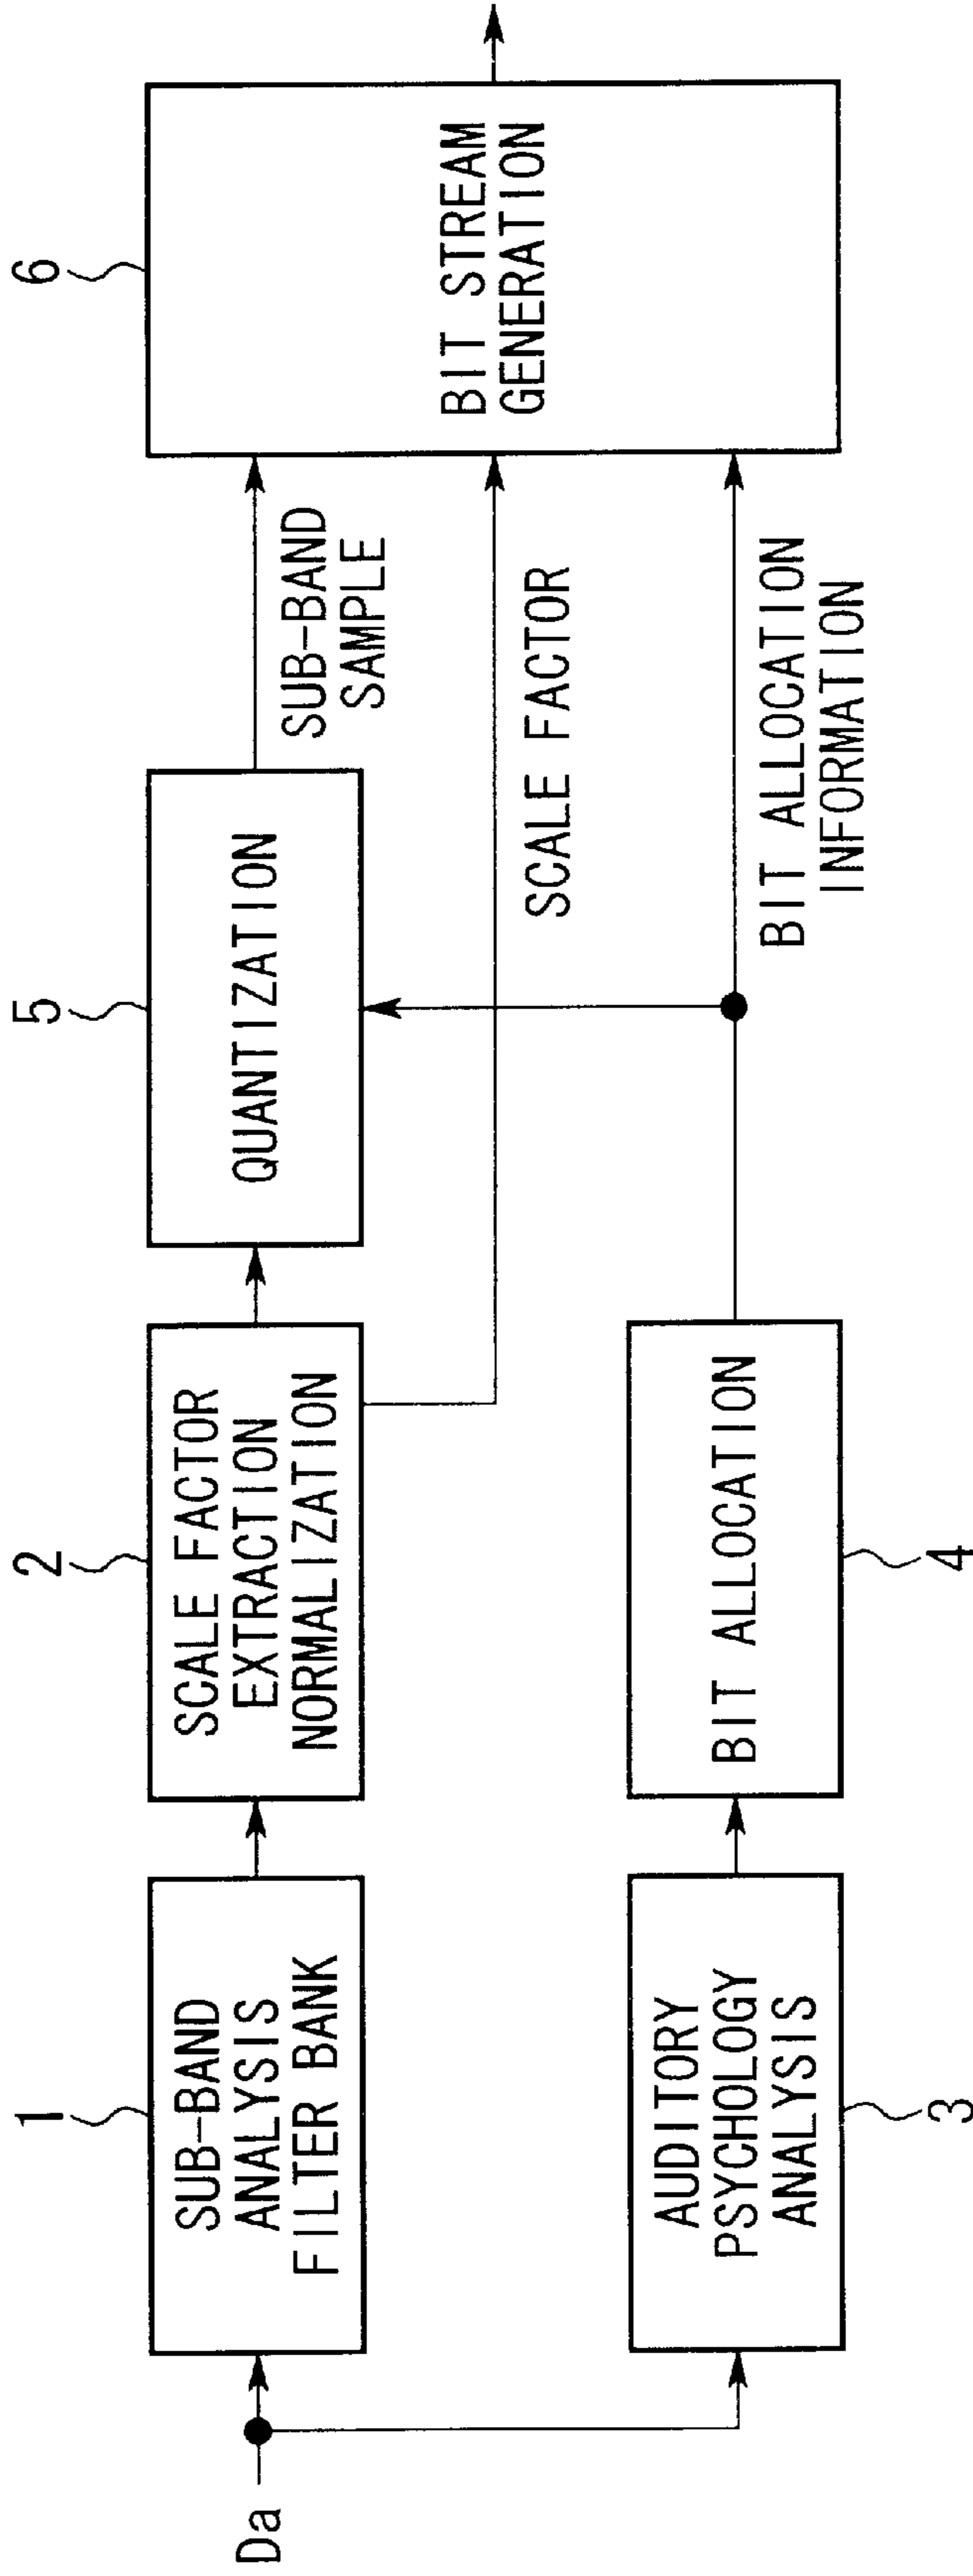 Da
1
SUB-BAND
ANALYSIS
FILTER BANK
2
SCALE FACTOR
EXTRACTION
NORMALIZATION
5
QUANTIZATION
SUB-BAND
SAMPLE
6
BIT STREAM
GENERATION
SCALE FACTOR
BIT ALLOCATION
INFORMATION
AUDITORY
PSYCHOLOGY
ANALYSIS
3
BIT ALLOCATION
4